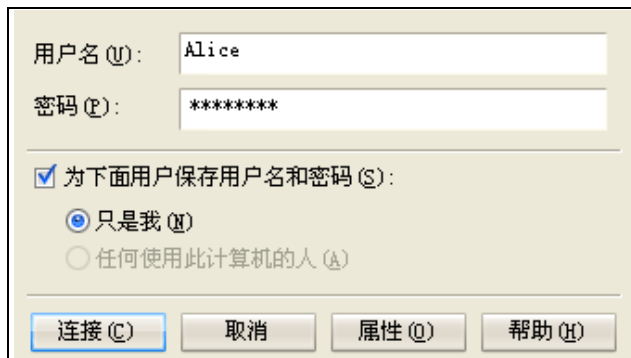 用户名(U): Alice
密码(P): ********
为下面用户保存用户名和密码(S):
只是我(N)
任何使用此计算机的人(A)
连接(C) 取消 属性(O) 帮助(H)